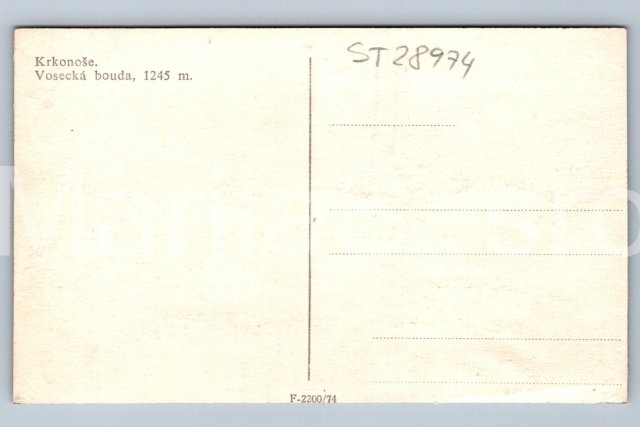 Krkonoše.
Vosecká bouda, 1245 m.
ST28974
F-2200/74